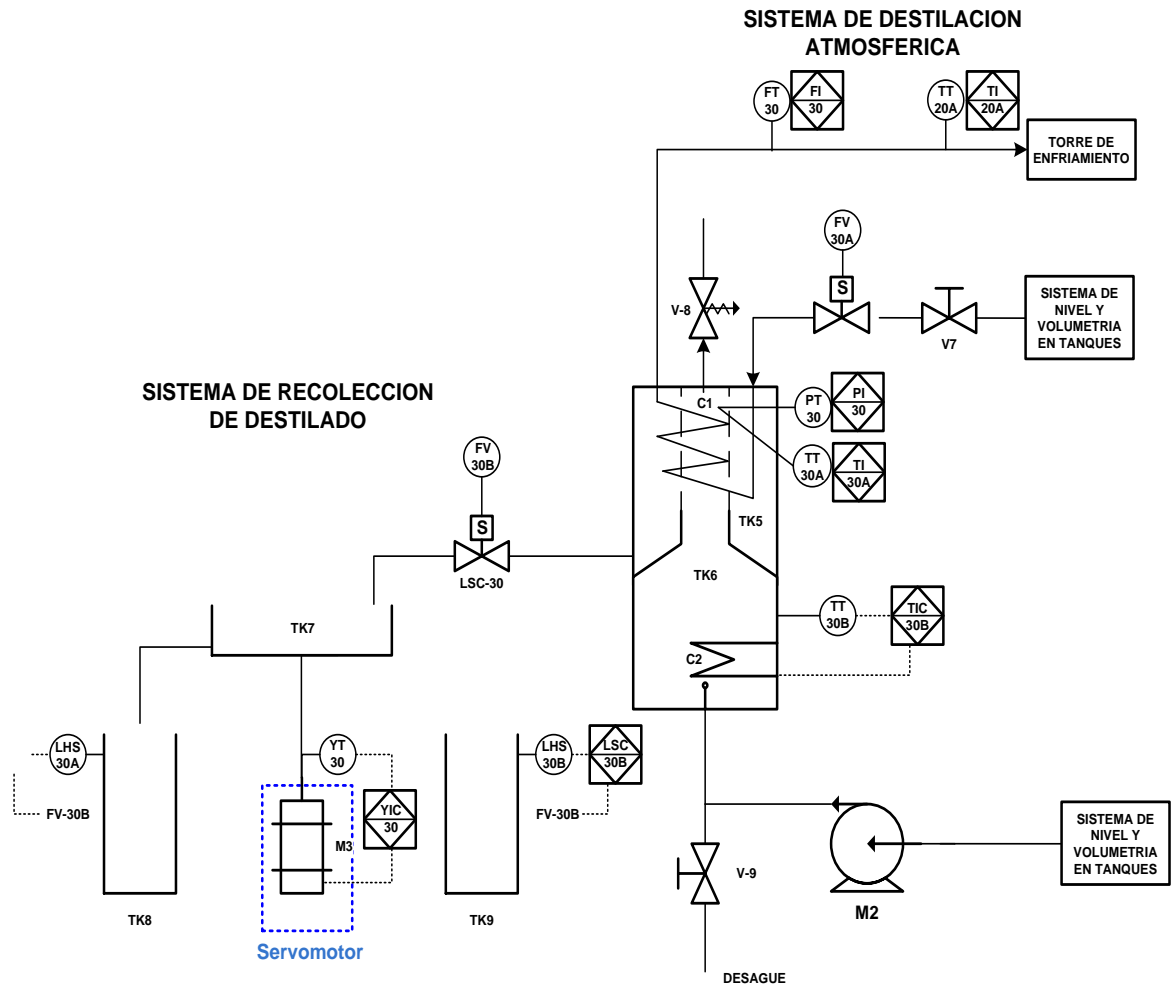 SISTEMA DE DESTILACION
ATMOSFERICA
FT
30
FI
30
TT
20A
TI
20A
TORRE DE
ENFRIAMIENTO
FV
30A
S
V-8
V7
SISTEMA DE
NIVEL Y
VOLUMETRIA
EN TANQUES
SISTEMA DE RECOLECCION
DE DESTILADO
C1
PT
30
PI
30
TT
30A
TI
30A
FV
30B
S
LSC-30
TK5
TK6
TT
30B
TIC
30B
TK7
C2
LHS
30A
FV-30B
YT
30
YIC
30
M3
LHS
30B
LSC
30B
FV-30B
TK8
Servomotor
TK9
V-9
M2
SISTEMA DE
NIVEL Y
VOLUMETRIA
EN TANQUES
DESAGUE